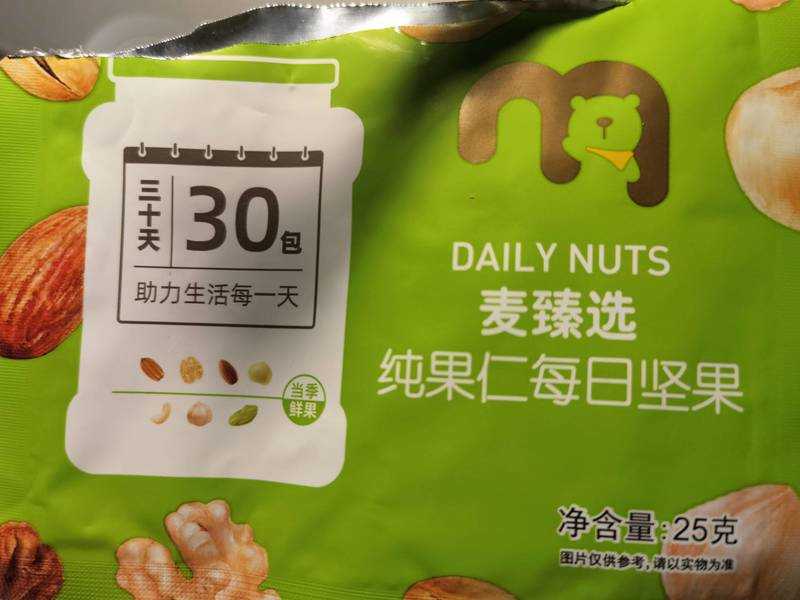 三十天
30包
助力生活每一天
当季
鲜果
DAILY NUTS
麦臻选
纯果仁每日坚果
净含量:25克
图片仅供参考,请以实物为准